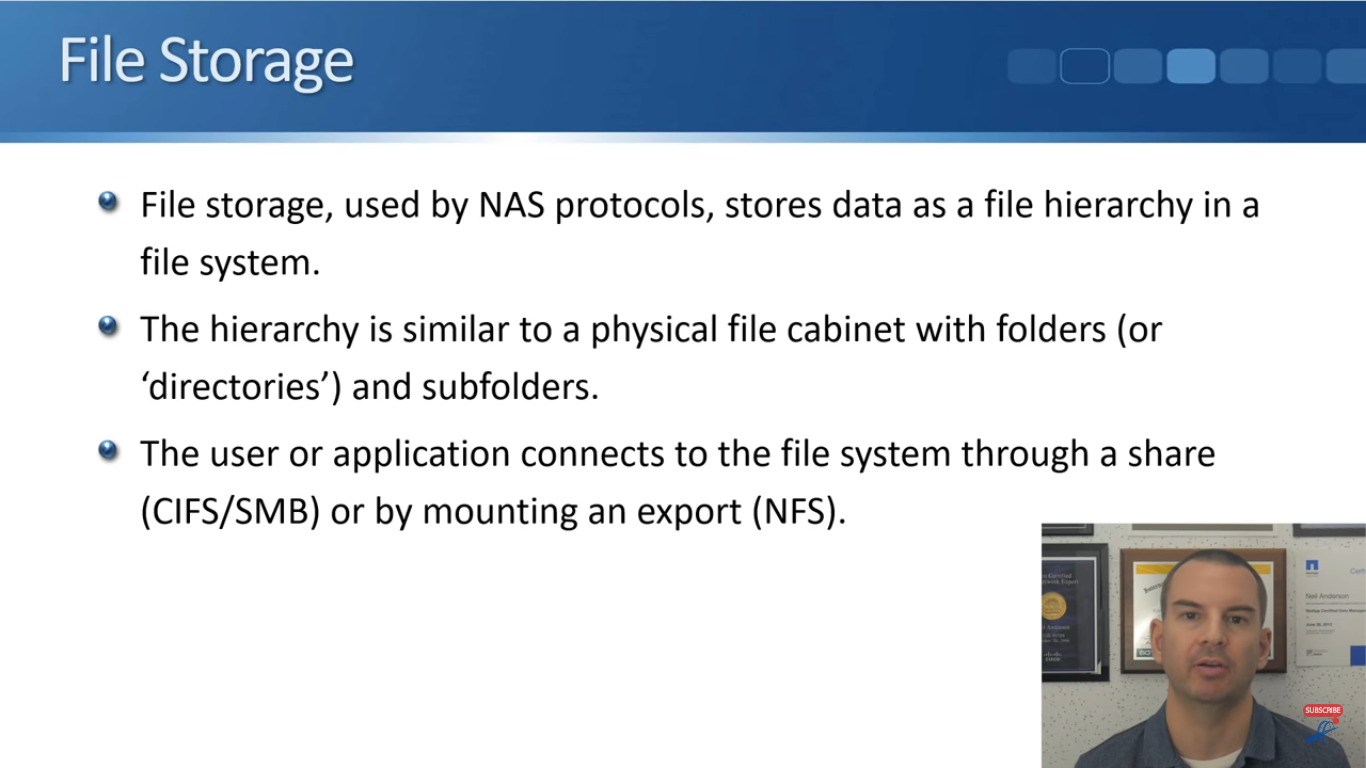 File Storage
File storage, used by NAS protocols, stores data as a file hierarchy in a
file system.
The hierarchy is similar to a physical file cabinet with folders (or
‘directories’) and subfolders.
The user or application connects to the file system through a share
(CIFS/SMB) or by mounting an export (NFS).
Neil Anderson
SUBSCRIBE